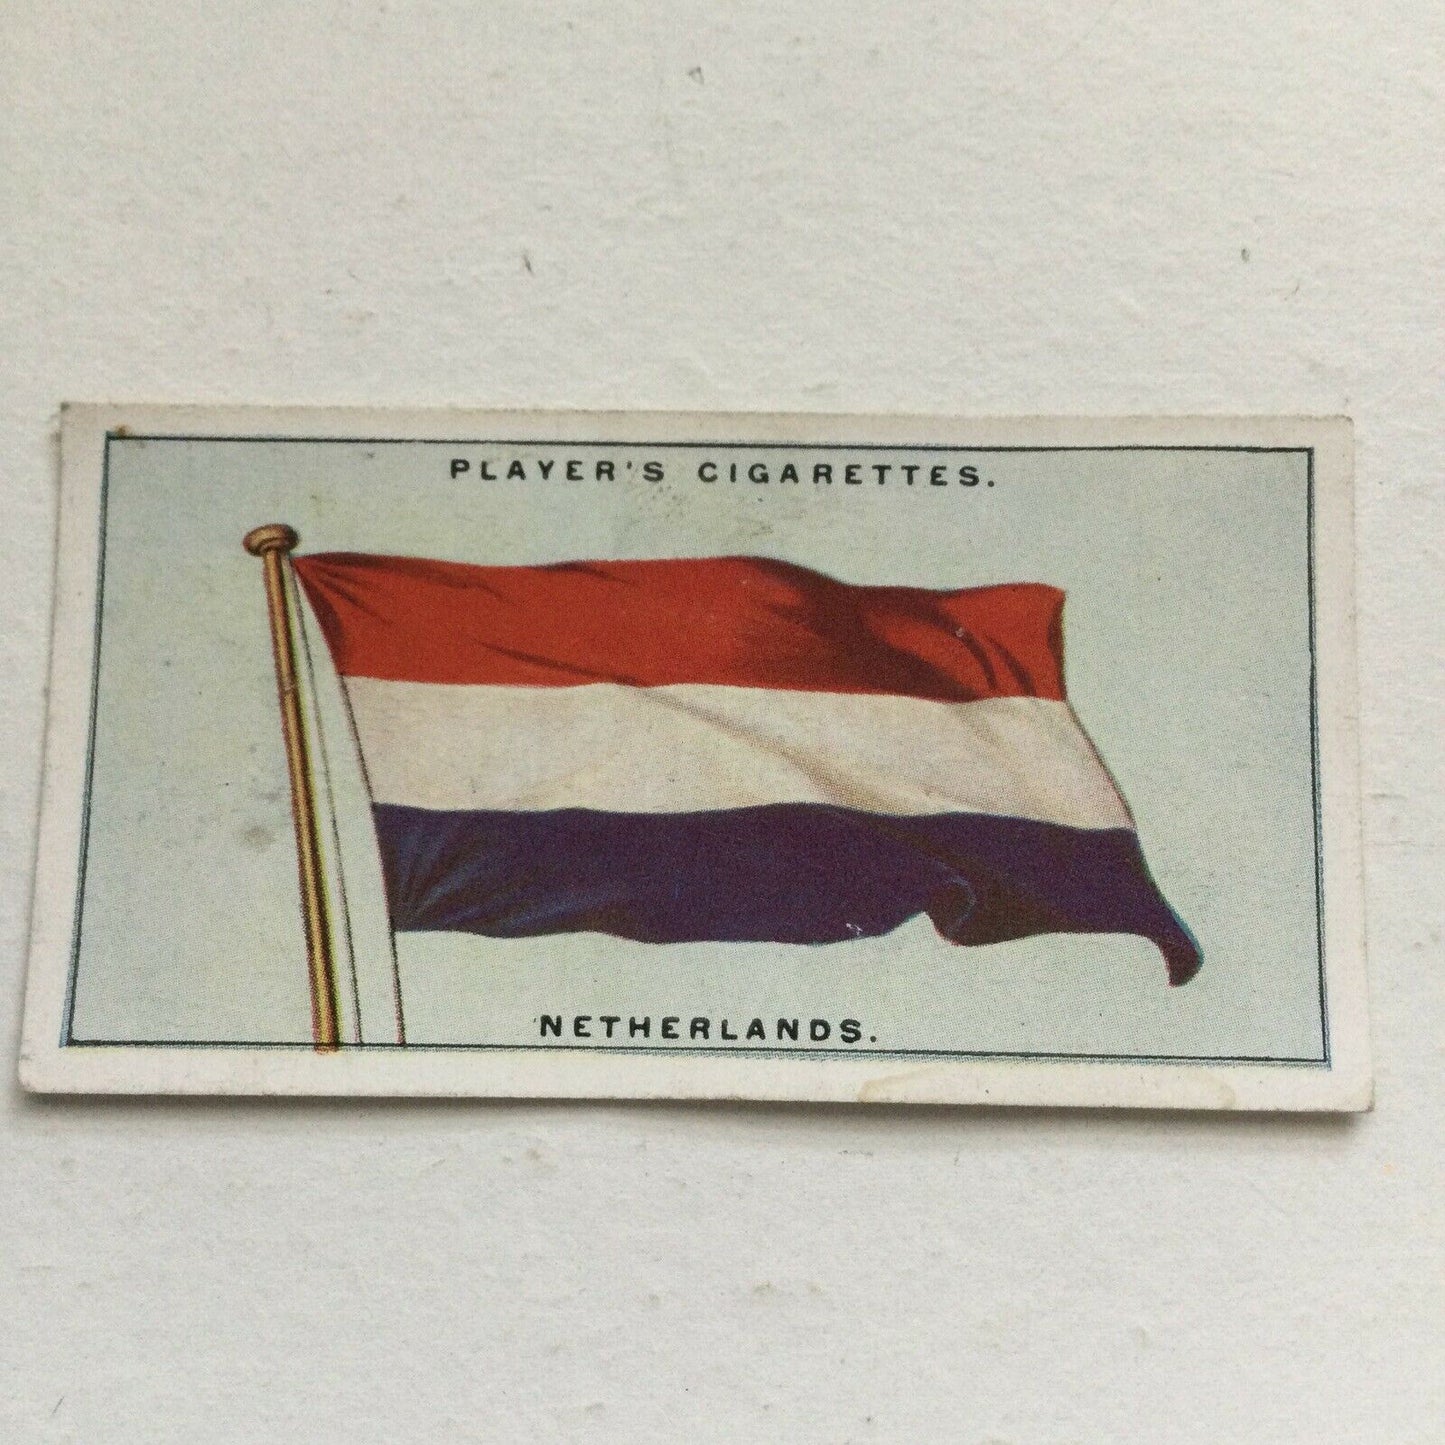 PLAYER'S CIGARETTES.
NETHERLANDS.